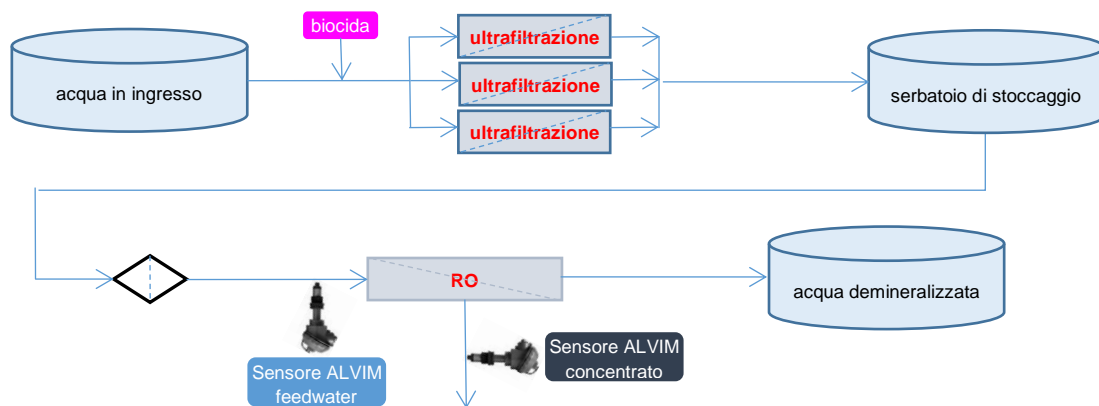 biocida
ultrafiltrazione
acqua in ingresso
ultrafiltrazione
serbatoio di stoccaggio
ultrafiltrazione
RO
acqua demineralizzata
Sensore ALVIM
feedwater
Sensore ALVIM
concentrato